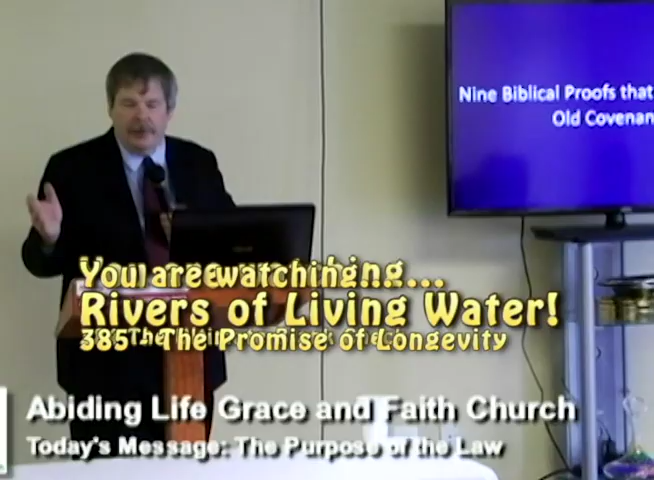 Nine Biblical Proofs that
Old Covenan
You are watching...
Rivers of Living Water!
385 - The Promise of Longevity
Abiding Life Grace and Faith Church
Today's Message: The Purpose of the Law